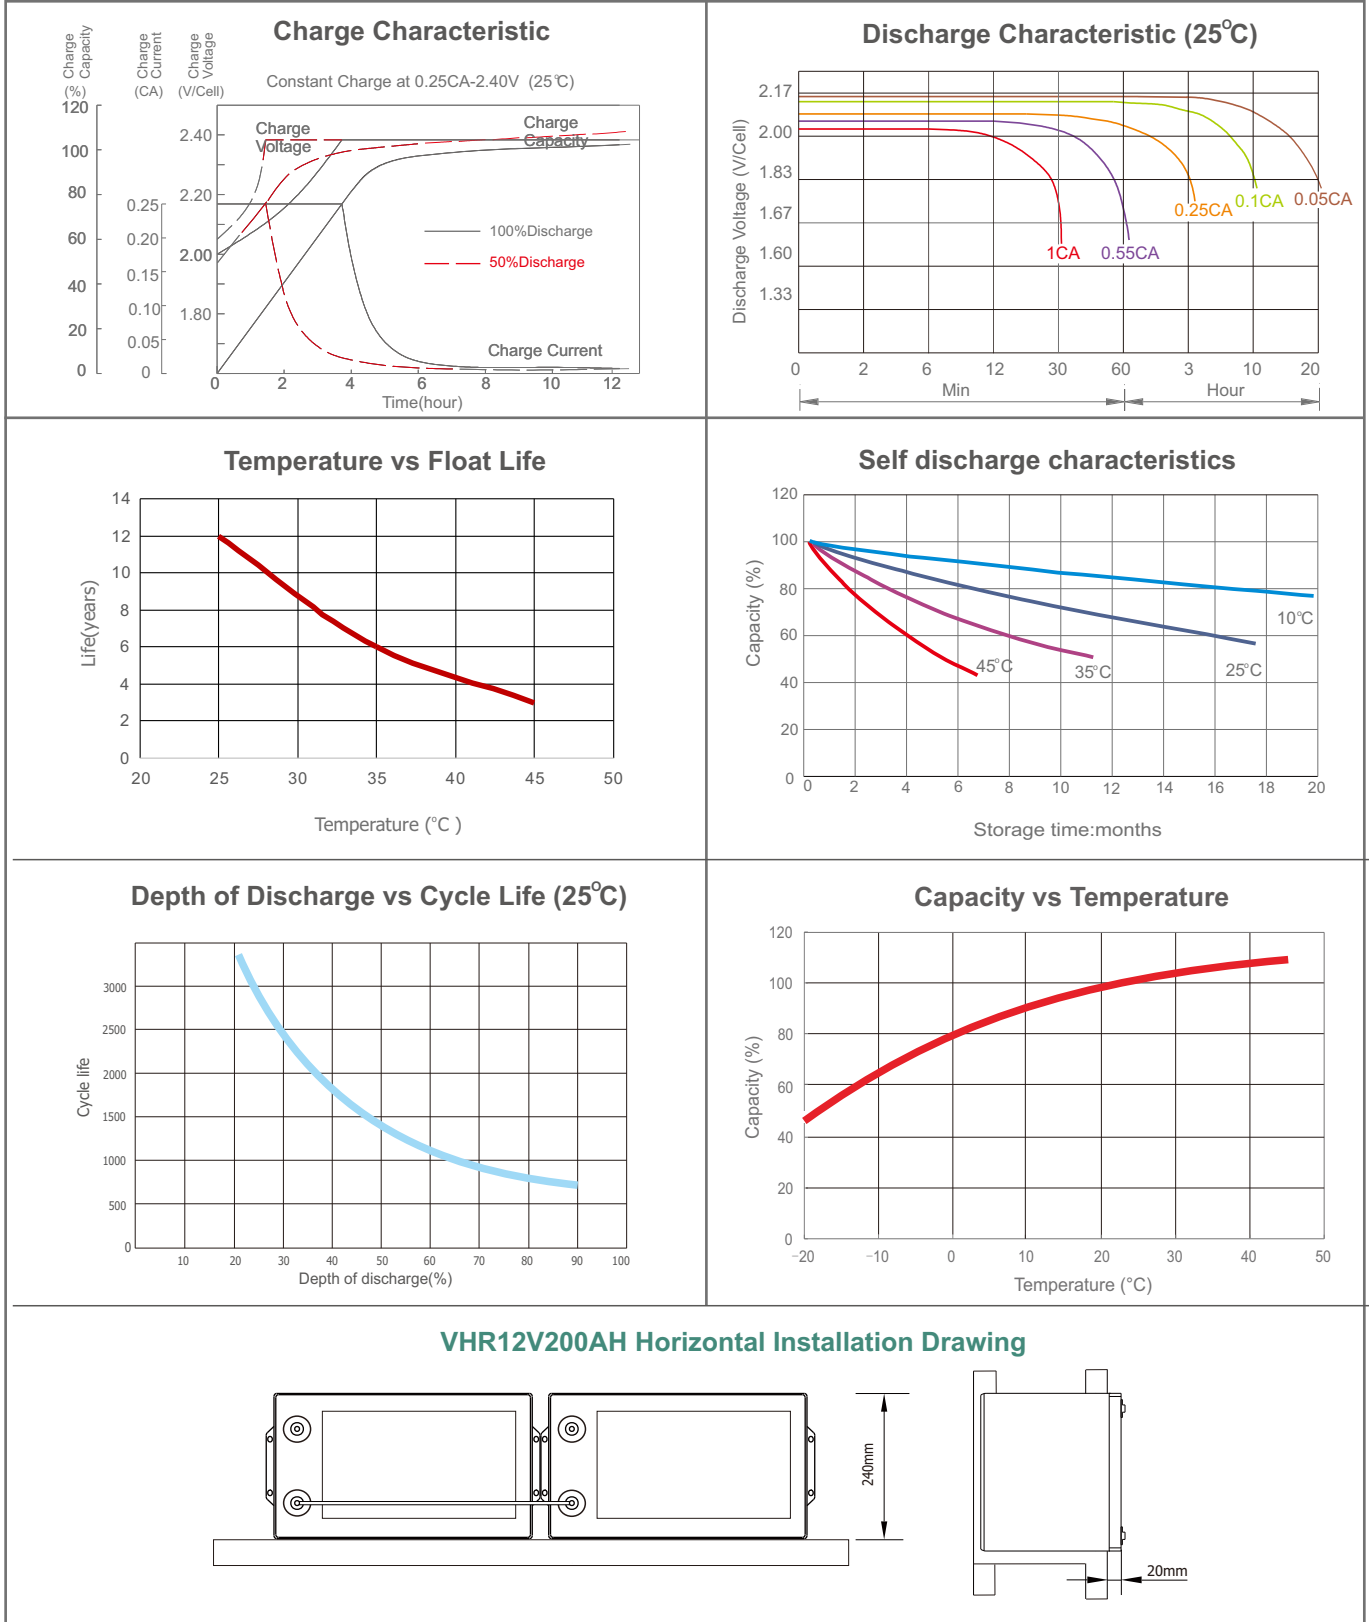 Charge Characteristic
Charge
Capacity
(%)
Charge
Current
(CA)
Charge
Voltage
(V/Cell)
Constant Charge at 0.25CA-2.40V (25℃)
120
100
80
60
40
20
0
0.25
0.20
0.15
0.10
0.05
0
2.40
2.20
2.00
1.80
Charge
Voltage
Charge
Capacity
100%Discharge
50%Discharge
Charge Current
0 2 4 6 8 10 12
Time(hour)
Discharge Characteristic (25°C)
Discharge Voltage (V/Cell)
2.17
2.00
1.83
1.67
1.60
1.33
1CA
0.55CA
0.25CA
0.1CA
0.05CA
0 2 6 12 30 60 3 10 20
Min Hour
Temperature vs Float Life
Life(years)
14
12
10
8
6
4
2
0
20 25 30 35 40 45 50
Temperature (°C )
Self discharge characteristics
Capacity (%)
120
100
80
60
40
20
0
10°C
25°C
35°C
45°C
0 2 4 6 8 10 12 14 16 18 20
Storage time:months
Depth of Discharge vs Cycle Life (25°C)
Cycle life
3000
2500
2000
1500
1000
500
0
10 20 30 40 50 60 70 80 90 100
Depth of discharge(%)
Capacity vs Temperature
Capacity (%)
120
100
80
60
40
20
0
−20 −10 0 10 20 30 40 50
Temperature (°C)
VHR12V200AH Horizontal Installation Drawing
240mm
20mm